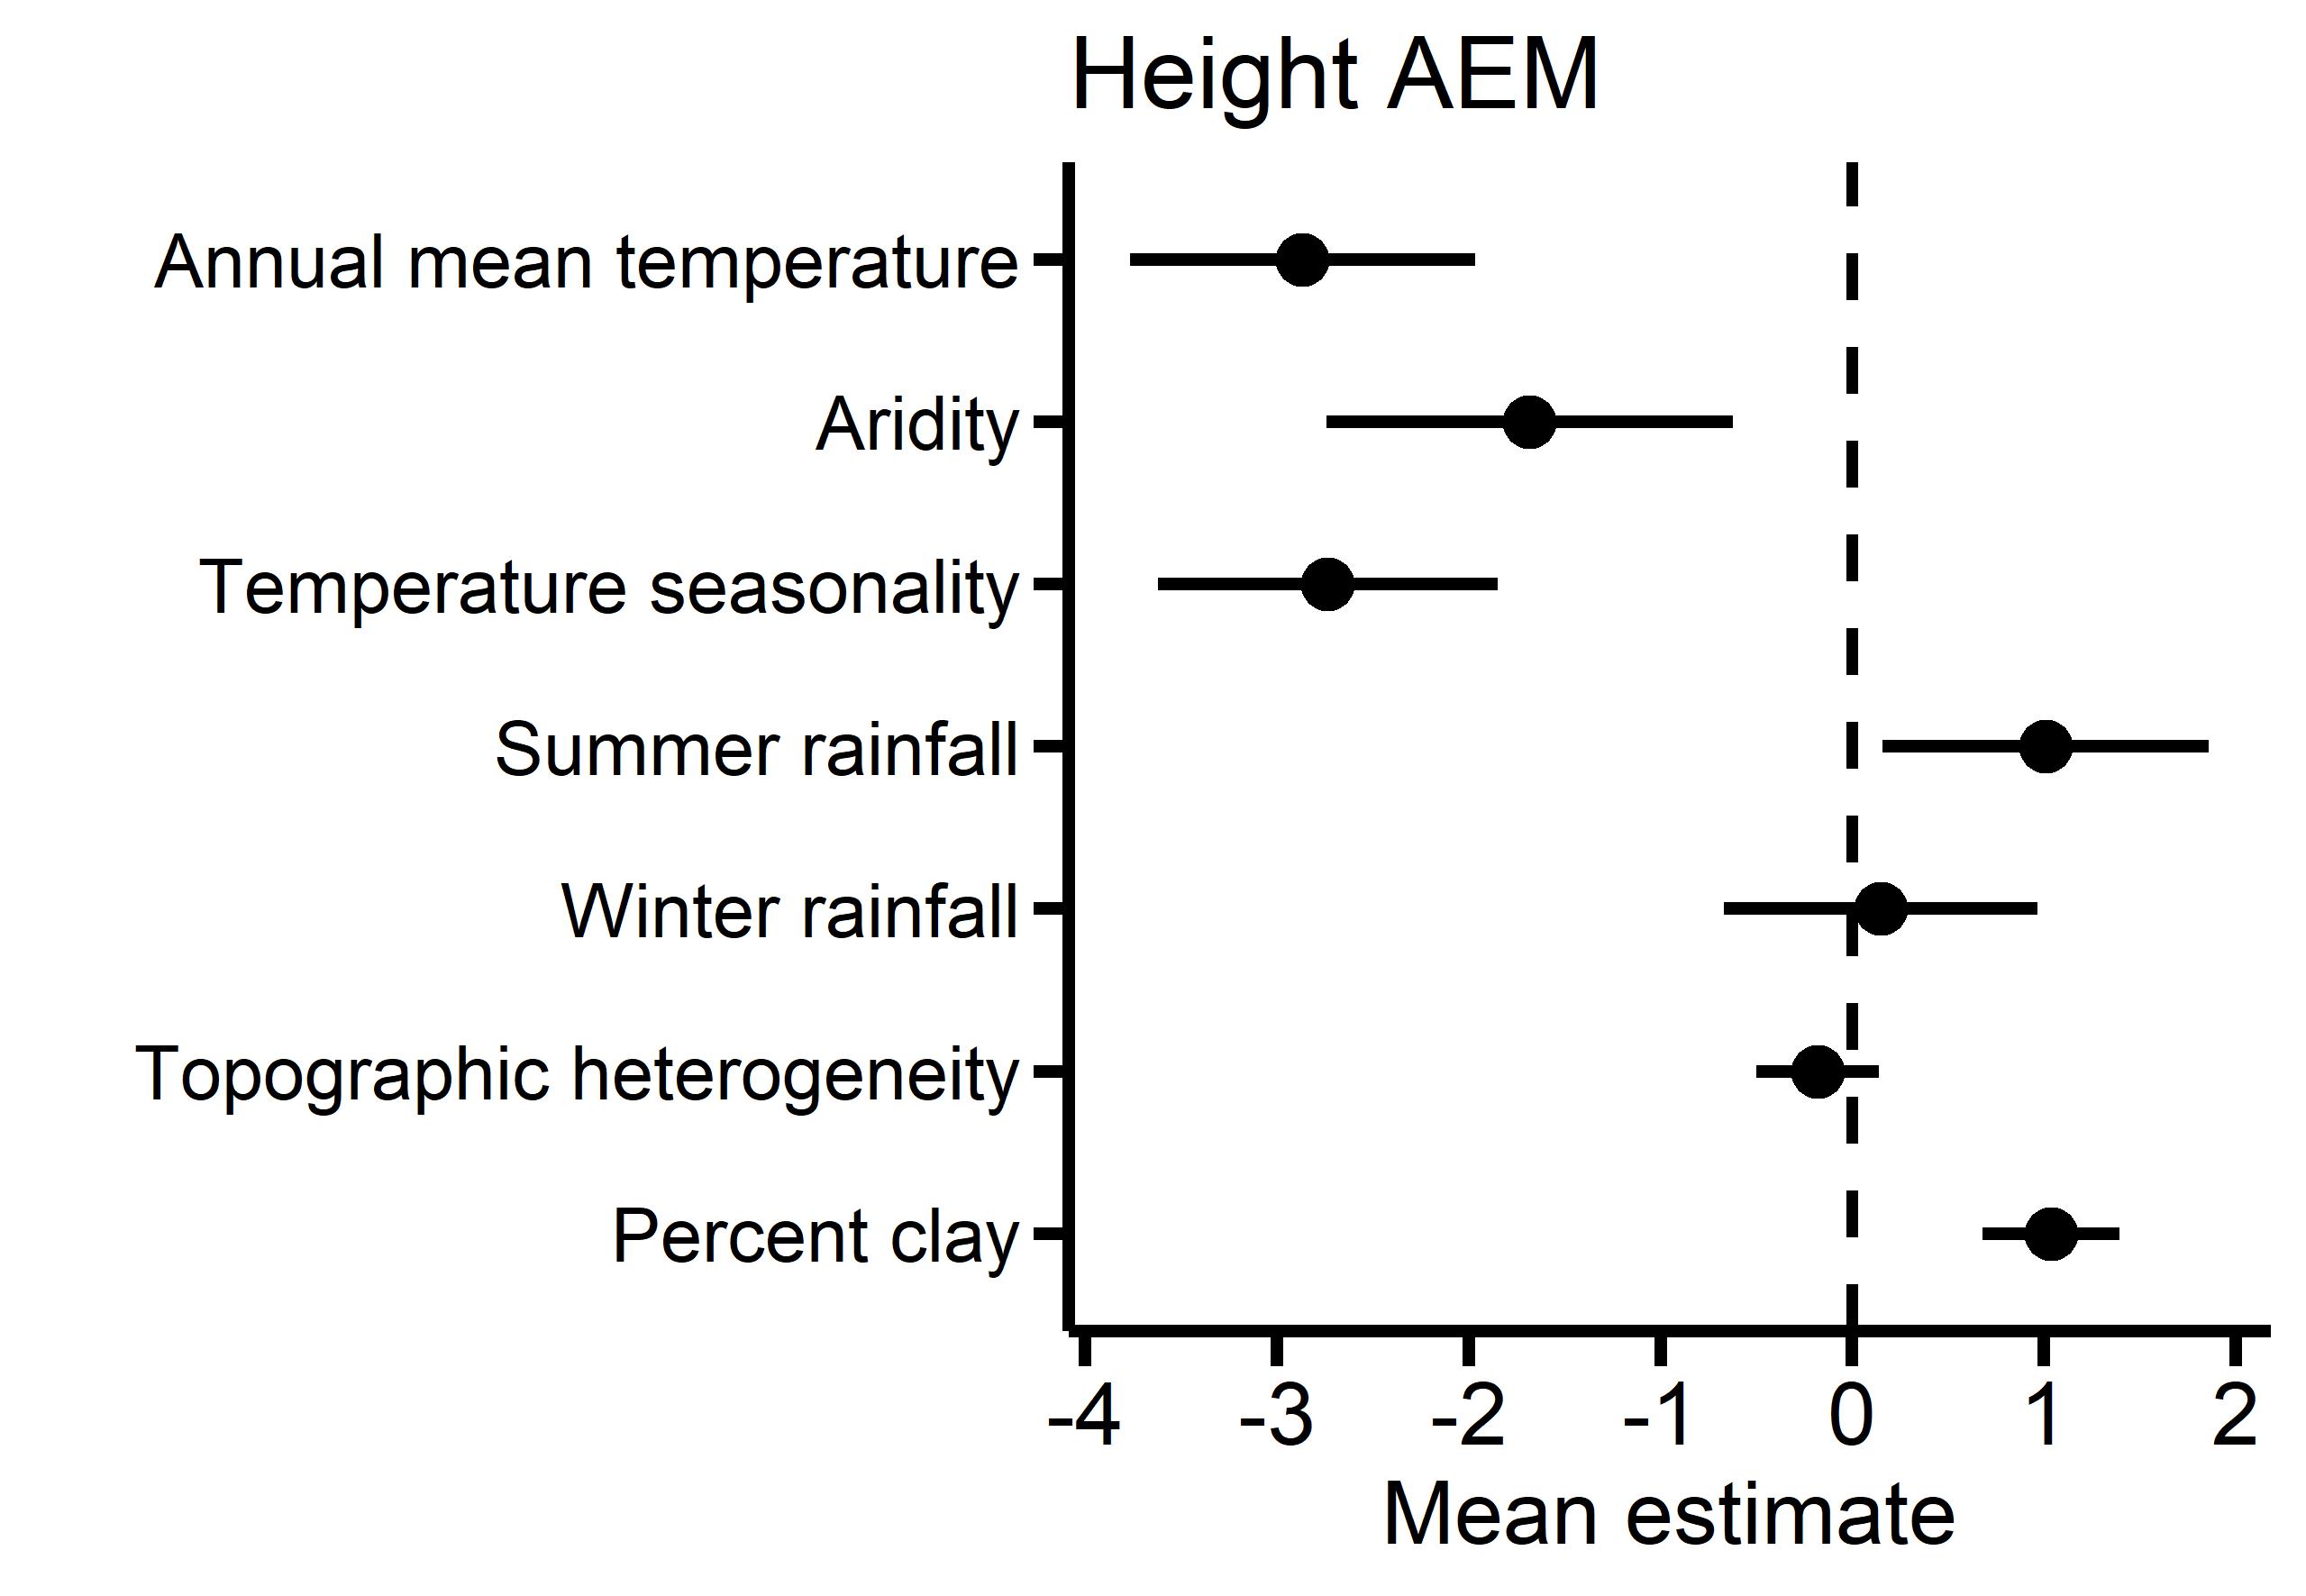 Height AEM
Annual mean temperature
Aridity
Temperature seasonality
Summer rainfall
Winter rainfall
Topographic heterogeneity
Percent clay
-4 -3 -2 -1 0 1 2
Mean estimate